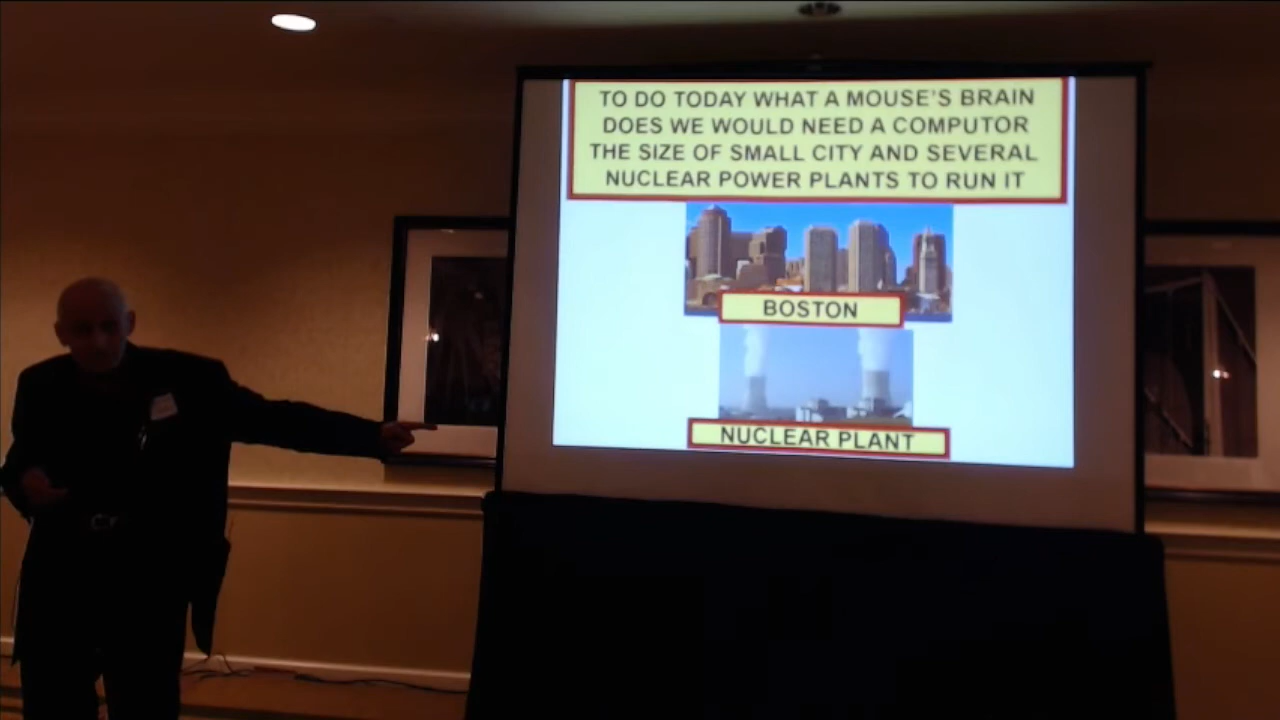 TO DO TODAY WHAT A MOUSE'S BRAIN
DOES WE WOULD NEED A COMPUTOR
THE SIZE OF SMALL CITY AND SEVERAL
NUCLEAR POWER PLANTS TO RUN IT
BOSTON
NUCLEAR PLANT